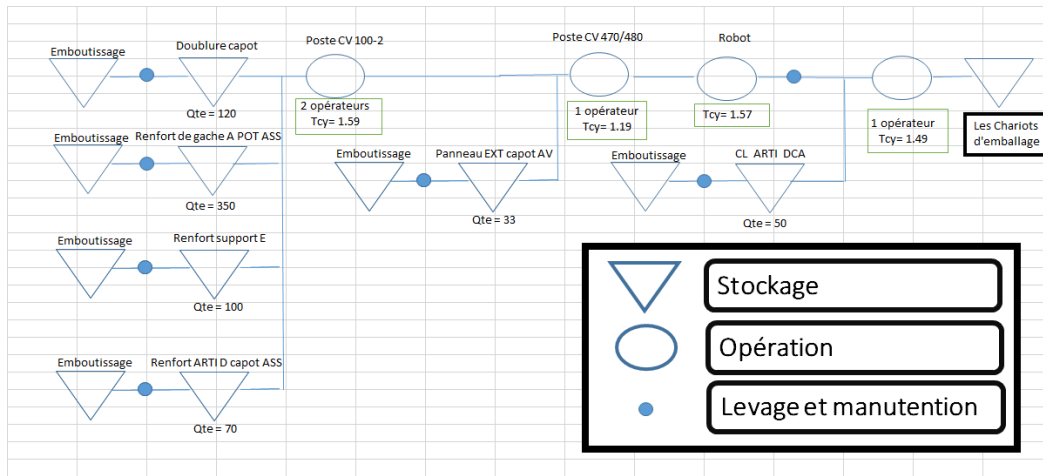 Emboutissage
Doublure capot
Qte = 120
Poste CV 100-2
2 opérateurs
Tcy= 1.59
Poste CV 470/480
1 opérateur
Tcy= 1.19
Robot
Tcy= 1.57
1 opérateur
Tcy= 1.49
Les Chariots
d'emballage
Emboutissage
Renfort de gache A POT ASS
Qte = 350
Emboutissage
Panneau EXT capot AV
Qte = 33
Emboutissage
CL ARTI DCA
Qte = 50
Emboutissage
Renfort support E
Qte = 100
Emboutissage
Renfort ARTI D capot ASS
Qte = 70
Stockage
Opération
Levage et manutention